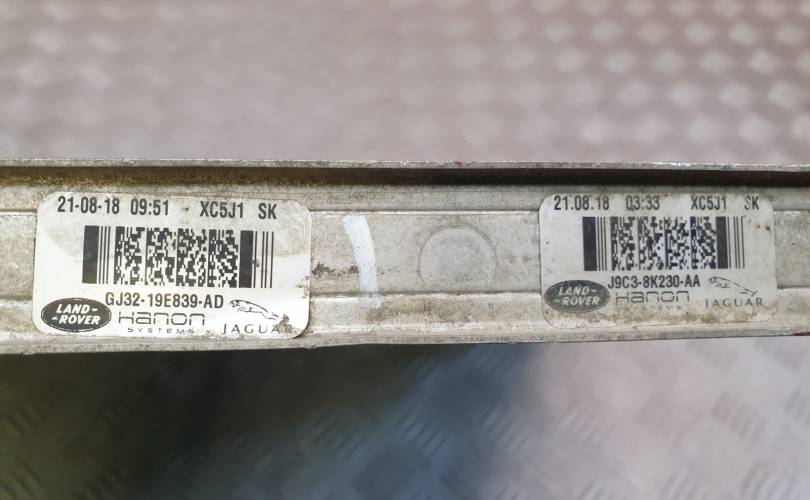 21-08-18 09:51 XC5J1 SK
GJ32-19E839-AD
LAND-
-ROVER
Hanon
SYSTEMS
JAGUAR
21.08.18 03:33 XC5J1 SK
J9C3-8K230-AA
LAND-
-ROVER
Hanon